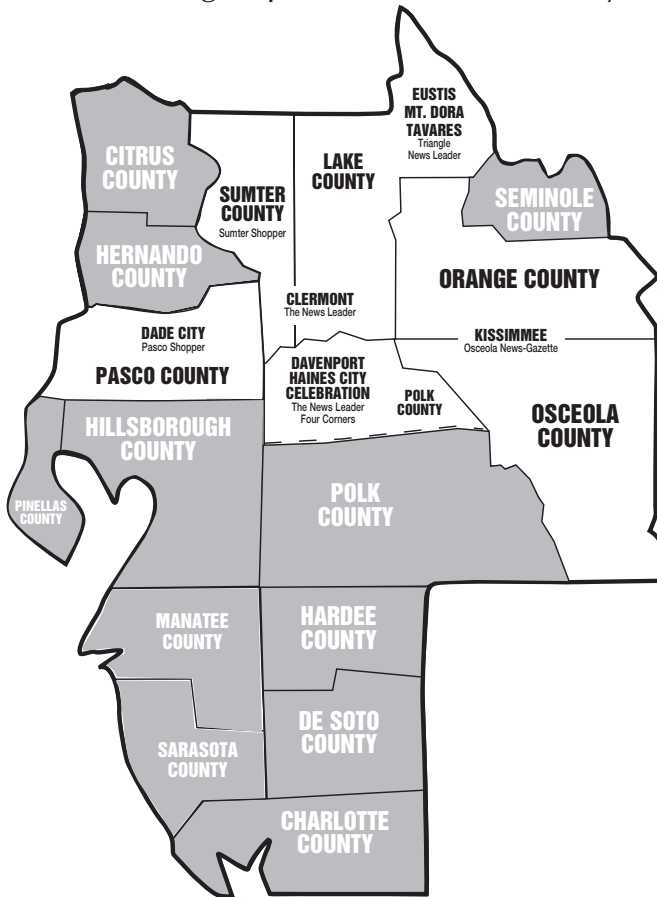 EUSTIS
MT. DORA
TAVARES
Triangle
News Leader
CITRUS
COUNTY
LAKE
COUNTY
SUMTER
COUNTY
Sumter Shopper
SEMINOLE
COUNTY
HERNANDO
COUNTY
ORANGE COUNTY
CLERMONT
The News Leader
DADE CITY
Pasco Shopper
KISSIMMEE
Osceola News-Gazette
PASCO COUNTY
DAVENPORT
HAINES CITY
CELEBRATION
The News Leader
Four Corners
POLK
COUNTY
OSCEOLA
COUNTY
HILLSBOROUGH
COUNTY
PINELLAS
COUNTY
POLK
COUNTY
MANATEE
COUNTY
HARDEE
COUNTY
DE SOTO
COUNTY
SARASOTA
COUNTY
CHARLOTTE
COUNTY